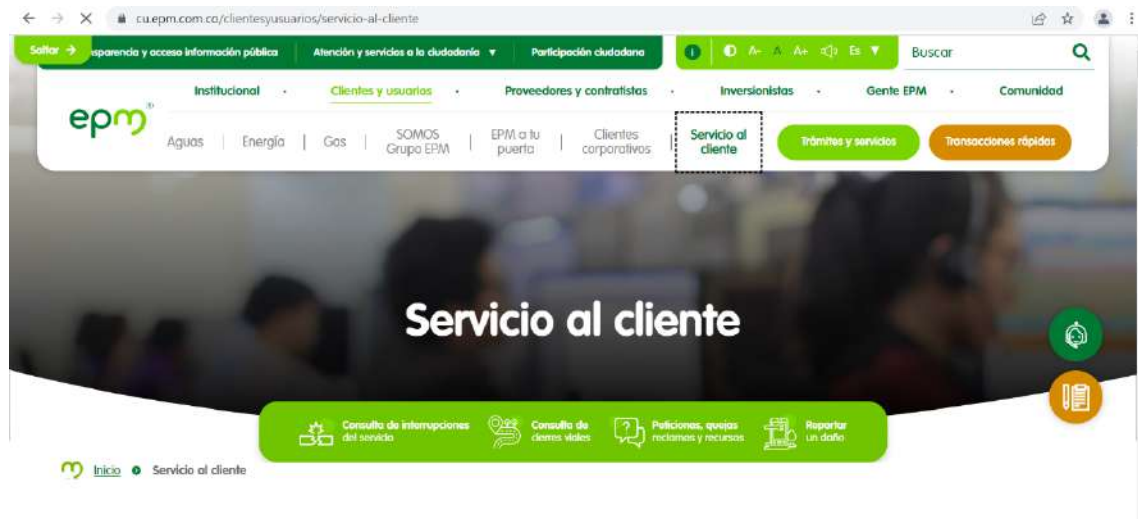 cu.epm.com.co/clientesyusuarios/servicio-al-cliente
Saltar → nsparencia y acceso información pública Atención y servicios a la ciudadanía ▼ Participación ciudadana i A- A A+ Es ▼ Buscar
Institucional · Clientes y usuarios · Proveedores y contratistas · Inversionistas · Gente EPM · Comunidad
epm®
Aguas | Energía | Gas | SOMOS Grupo EPM | EPM a tu puerta | Clientes corporativos | Servicio al cliente Trámites y servicios Transacciones rápidas
Servicio al cliente
Consulta de interrupciones del servicio
Consulta de cierres viales
Peticiones, quejas reclamos y recursos
Reportar un daño
Inicio Servicio al cliente